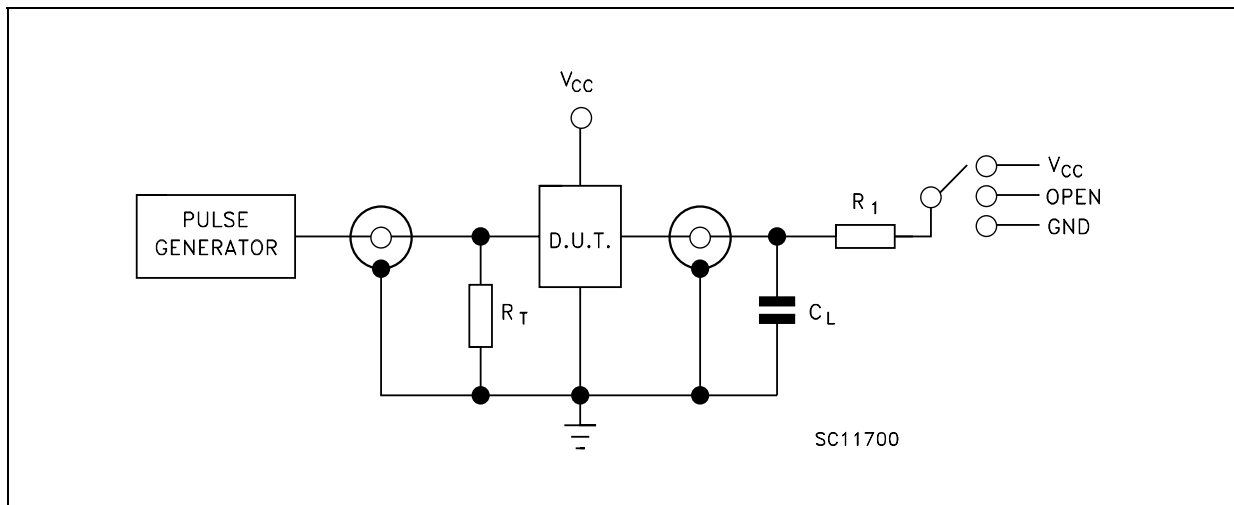 VCC
PULSE
GENERATOR
D.U.T.
RT
R1
CL
VCC
OPEN
GND
SC11700